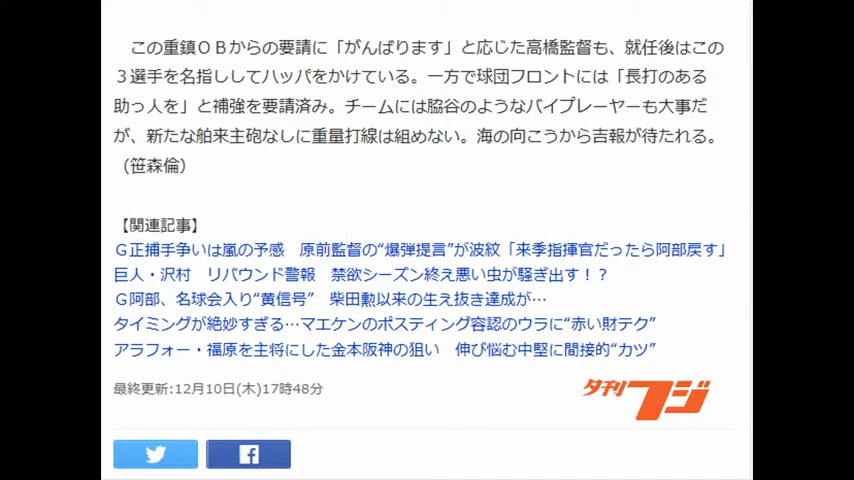 この重鎮ＯＢからの要請に「がんばります」と応じた高橋監督も、就任後はこの
３選手を名指ししてハッパをかけている。一方で球団フロントには「長打のある
助っ人を」と補強を要請済み。チームには脇谷のようなバイプレーヤーも大事だ
が、新たな舶来主砲なしに重量打線は組めない。海の向こうから吉報が待たれる。
（笹森倫）
【関連記事】
Ｇ正捕手争いは嵐の予感　原前監督の“爆弾提言”が波紋「来季指揮官だったら阿部戻す」
巨人・沢村　リバウンド警報　禁欲シーズン終え悪い虫が騒ぎ出す！？
Ｇ阿部、名球会入り“黄信号”　柴田勲以来の生え抜き達成が…
タイミングが絶妙すぎる…マエケンのポスティング容認のウラに“赤い財テク”
アラフォー・福原を主将にした金本阪神の狙い　伸び悩む中堅に間接的“カツ”
最終更新:12月10日(木)17時48分
夕刊フジ